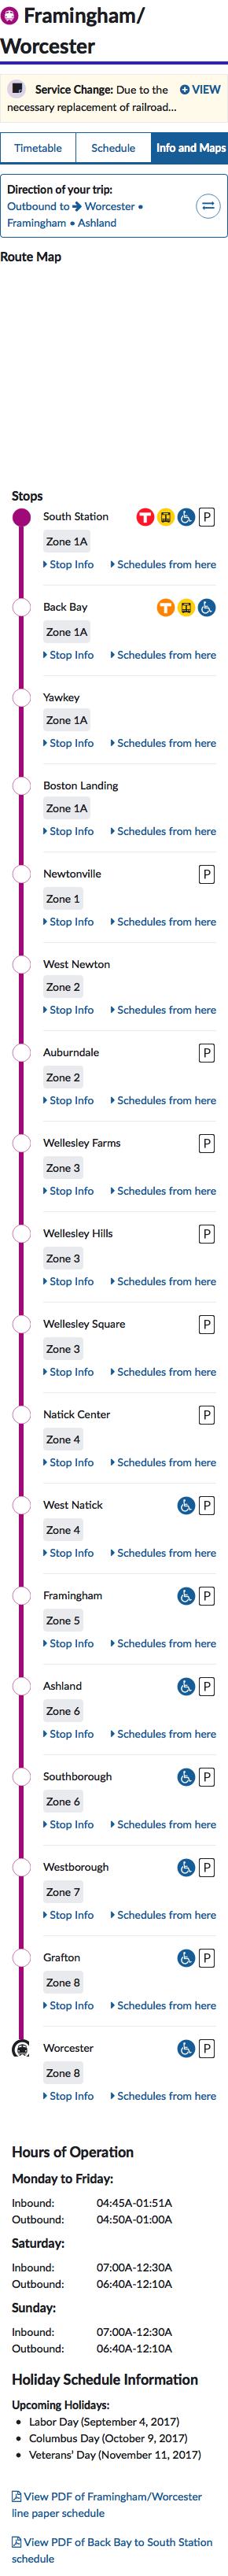 Framingham/
Worcester
Service Change: Due to the
VIEW
necessary replacement of railroad...
Timetable
Schedule
Info and Maps
Direction of your trip:
Outbound to → Worcester •
Framingham • Ashland
Route Map
Stops
South Station
T
P
Zone 1A
Stop Info
Schedules from here
Back Bay
T
Zone 1A
Stop Info
Schedules from here
Yawkey
Zone 1A
Stop Info
Schedules from here
Boston Landing
Zone 1A
Stop Info
Schedules from here
Newtonville
P
Zone 1
Stop Info
Schedules from here
West Newton
Zone 2
Stop Info
Schedules from here
Auburndale
P
Zone 2
Stop Info
Schedules from here
Wellesley Farms
P
Zone 3
Stop Info
Schedules from here
Wellesley Hills
P
Zone 3
Stop Info
Schedules from here
Wellesley Square
P
Zone 3
Stop Info
Schedules from here
Natick Center
P
Zone 4
Stop Info
Schedules from here
West Natick
P
Zone 4
Stop Info
Schedules from here
Framingham
P
Zone 5
Stop Info
Schedules from here
Ashland
P
Zone 6
Stop Info
Schedules from here
Southborough
P
Zone 6
Stop Info
Schedules from here
Westborough
P
Zone 7
Stop Info
Schedules from here
Grafton
P
Zone 8
Stop Info
Schedules from here
Worcester
P
Zone 8
Stop Info
Schedules from here
Hours of Operation
Monday to Friday:
Inbound: 04:45A-01:51A
Outbound: 04:50A-01:00A
Saturday:
Inbound: 07:00A-12:30A
Outbound: 06:40A-12:10A
Sunday:
Inbound: 07:00A-12:30A
Outbound: 06:40A-12:10A
Holiday Schedule Information
Upcoming Holidays:
• Labor Day (September 4, 2017)
• Columbus Day (October 9, 2017)
• Veterans’ Day (November 11, 2017)
View PDF of Framingham/Worcester
line paper schedule
View PDF of Back Bay to South Station
schedule